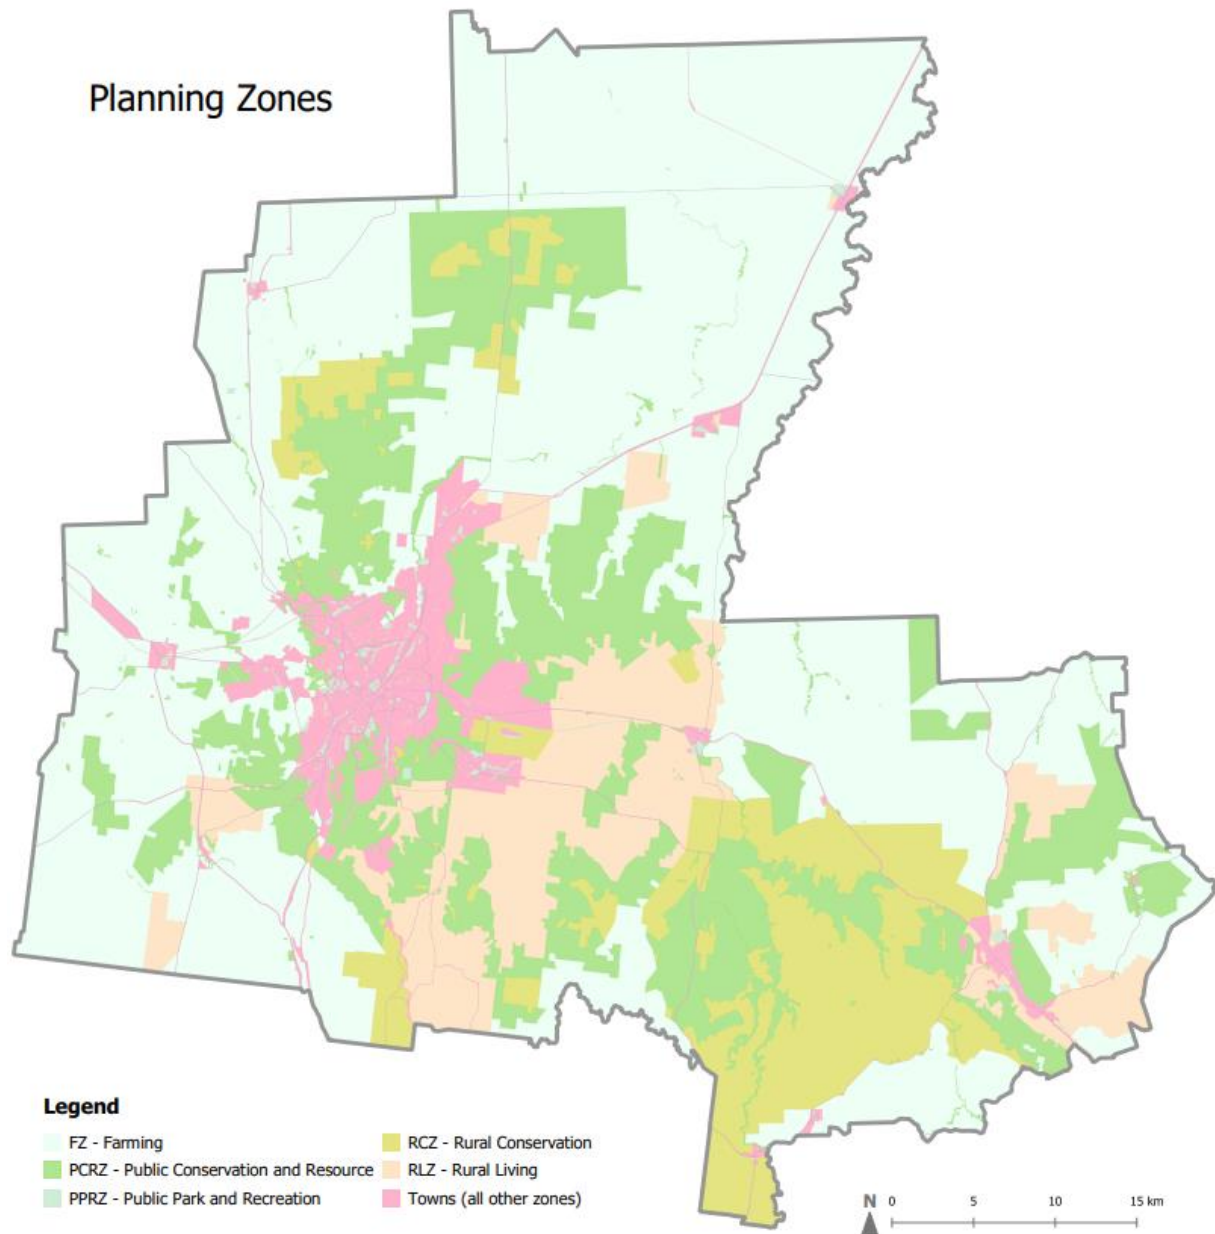 Planning Zones
Legend
FZ - Farming
PCRZ - Public Conservation and Resource
PPRZ - Public Park and Recreation
RCZ - Rural Conservation
RLZ - Rural Living
Towns (all other zones)
N
0 5 10 15 km